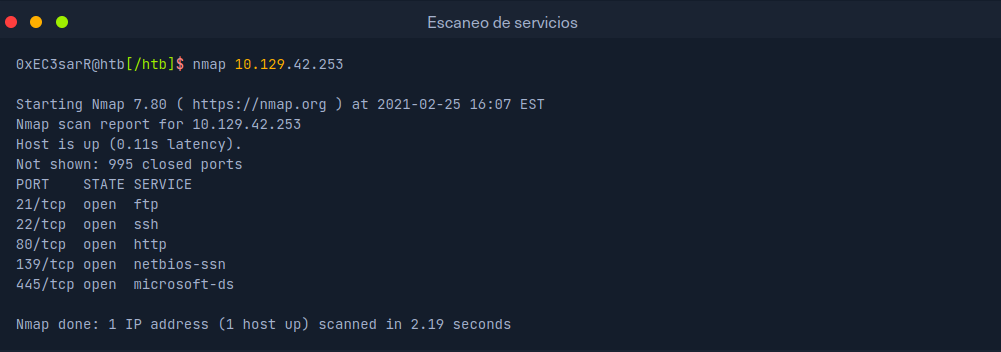 Escaneo de servicios
0xEC3sarR@htb[/htb]$ nmap 10.129.42.253
Starting Nmap 7.80 ( https://nmap.org ) at 2021-02-25 16:07 EST
Nmap scan report for 10.129.42.253
Host is up (0.11s latency).
Not shown: 995 closed ports
PORT    STATE SERVICE
21/tcp  open  ftp
22/tcp  open  ssh
80/tcp  open  http
139/tcp open  netbios-ssn
445/tcp open  microsoft-ds
Nmap done: 1 IP address (1 host up) scanned in 2.19 seconds